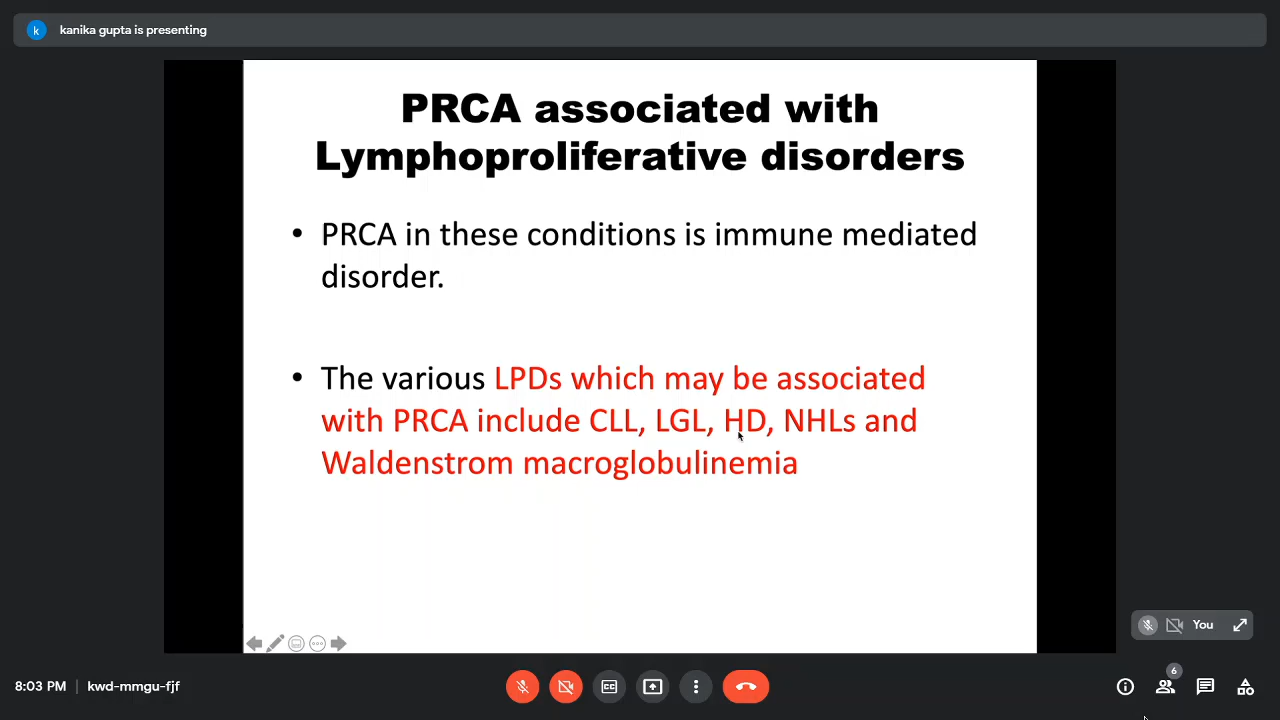 k kanika gupta is presenting
PRCA associated with
Lymphoproliferative disorders
• PRCA in these conditions is immune mediated
disorder.
• The various LPDs which may be associated
with PRCA include CLL, LGL, HD, NHLs and
Waldenstrom macroglobulinemia
You
8:03 PM | kwd-mmgu-fjf
CC
6